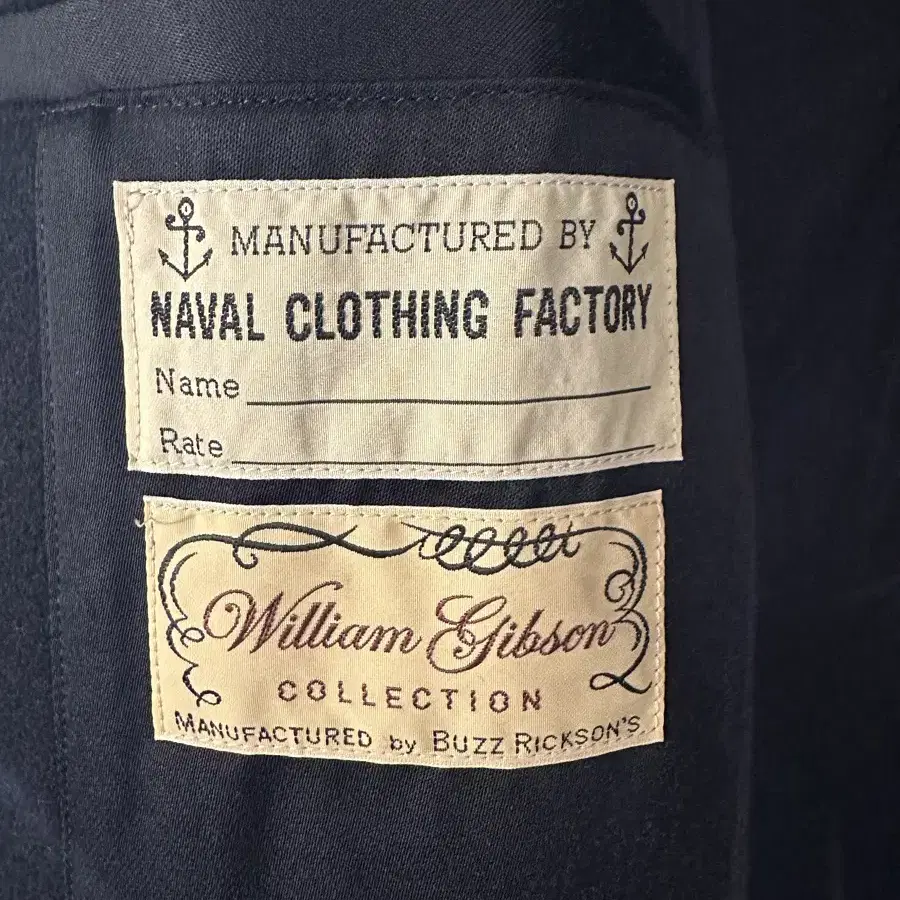 MANUFACTURED BY
NAVAL CLOTHING FACTORY
Name
Rate
William Gibson
COLLECTION
MANUFACTURED by BUZZ RICKSON'S